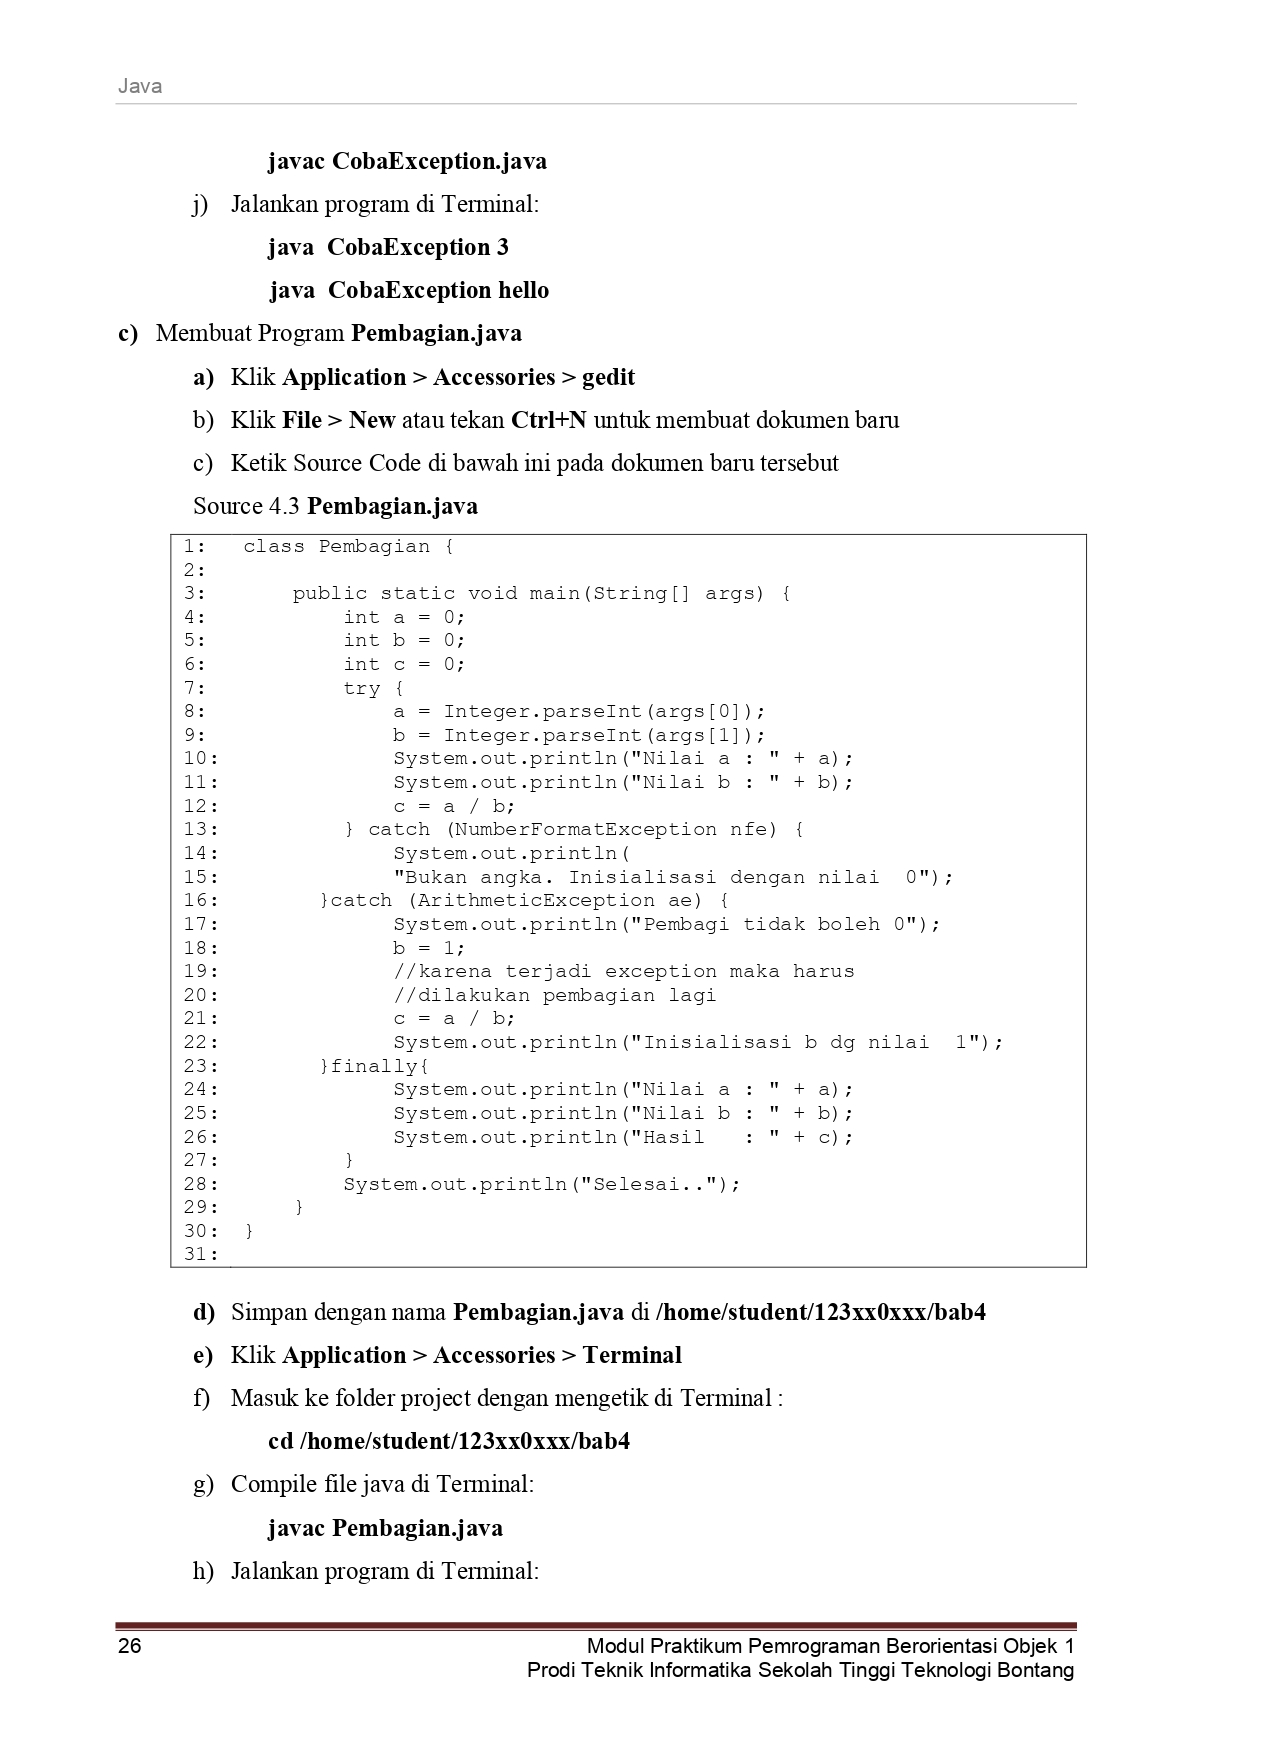 Java
javac CobaException.java
j) Jalankan program di Terminal:
java  CobaException 3
java  CobaException hello
c) Membuat Program Pembagian.java
a) Klik Application > Accessories > gedit
b) Klik File > New atau tekan Ctrl+N untuk membuat dokumen baru
c) Ketik Source Code di bawah ini pada dokumen baru tersebut
Source 4.3 Pembagian.java
1:  class Pembagian {
2:
3:      public static void main(String[] args) {
4:          int a = 0;
5:          int b = 0;
6:          int c = 0;
7:          try {
8:              a = Integer.parseInt(args[0]);
9:              b = Integer.parseInt(args[1]);
10:             System.out.println("Nilai a : " + a);
11:             System.out.println("Nilai b : " + b);
12:             c = a / b;
13:         } catch (NumberFormatException nfe) {
14:             System.out.println(
15:             "Bukan angka. Inisialisasi dengan nilai  0");
16:       }catch (ArithmeticException ae) {
17:             System.out.println("Pembagi tidak boleh 0");
18:             b = 1;
19:             //karena terjadi exception maka harus
20:             //dilakukan pembagian lagi
21:             c = a / b;
22:             System.out.println("Inisialisasi b dg nilai  1");
23:       }finally{
24:             System.out.println("Nilai a : " + a);
25:             System.out.println("Nilai b : " + b);
26:             System.out.println("Hasil   : " + c);
27:         }
28:         System.out.println("Selesai..");
29:     }
30: }
31:
d) Simpan dengan nama Pembagian.java di /home/student/123xx0xxx/bab4
e) Klik Application > Accessories > Terminal
f) Masuk ke folder project dengan mengetik di Terminal :
cd /home/student/123xx0xxx/bab4
g) Compile file java di Terminal:
javac Pembagian.java
h) Jalankan program di Terminal:
26 Modul Praktikum Pemrograman Berorientasi Objek 1
Prodi Teknik Informatika Sekolah Tinggi Teknologi Bontang